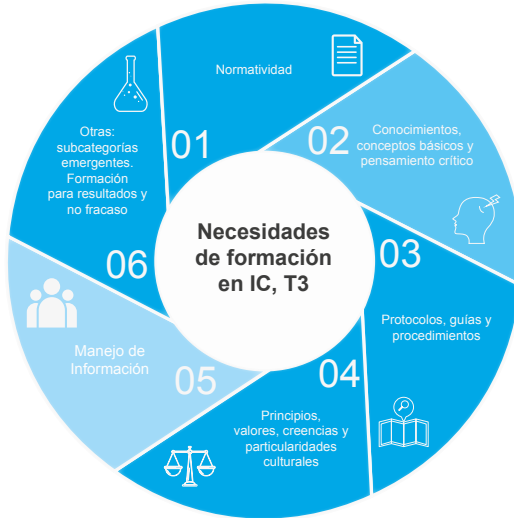 Necesidades
de formación
en IC, T3
01
Normatividad
02
Conocimientos,
conceptos básicos y
pensamiento crítico
03
Protocolos, guías y
procedimientos
04
Principios,
valores, creencias y
particularidades
culturales
05
Manejo de
Información
06
Otras:
subcategorías
emergentes.
Formación
para resultados y
no fracaso